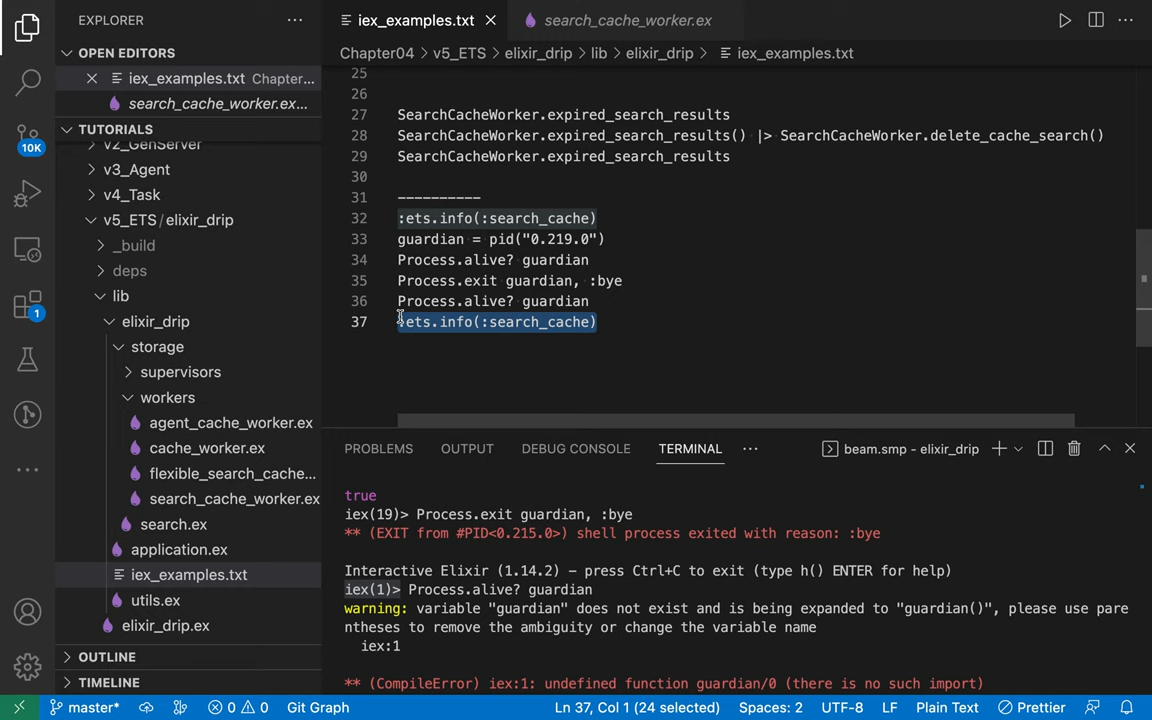 EXPLORER
OPEN EDITORS
iex_examples.txt Chapter...
search_cache_worker.ex...
TUTORIALS
v2_GenServer
v3_Agent
v4_Task
v5_ETS / elixir_drip
_build
deps
lib
elixir_drip
storage
supervisors
workers
agent_cache_worker.ex
cache_worker.ex
flexible_search_cache...
search_cache_worker.ex
search.ex
application.ex
iex_examples.txt
utils.ex
elixir_drip.ex
OUTLINE
TIMELINE
10K
1
iex_examples.txt
search_cache_worker.ex
Chapter04 > v5_ETS > elixir_drip > lib > elixir_drip > iex_examples.txt
25
26
27 SearchCacheWorker.expired_search_results
28 SearchCacheWorker.expired_search_results() |> SearchCacheWorker.delete_cache_search()
29 SearchCacheWorker.expired_search_results
30
31 ----------
32 :ets.info(:search_cache)
33 guardian = pid("0.219.0")
34 Process.alive? guardian
35 Process.exit guardian, :bye
36 Process.alive? guardian
37 :ets.info(:search_cache)
PROBLEMS OUTPUT DEBUG CONSOLE TERMINAL
beam.smp - elixir_drip
true
iex(19)> Process.exit guardian, :bye
** (EXIT from #PID<0.215.0>) shell process exited with reason: :bye
Interactive Elixir (1.14.2) - press Ctrl+C to exit (type h() ENTER for help)
iex(1)> Process.alive? guardian
warning: variable "guardian" does not exist and is being expanded to "guardian()", please use pare
ntheses to remove the ambiguity or change the variable name
iex:1
** (CompileError) iex:1: undefined function guardian/0 (there is no such import)
master* 0 0 Git Graph Ln 37, Col 1 (24 selected) Spaces: 2 UTF-8 LF Plain Text Prettier